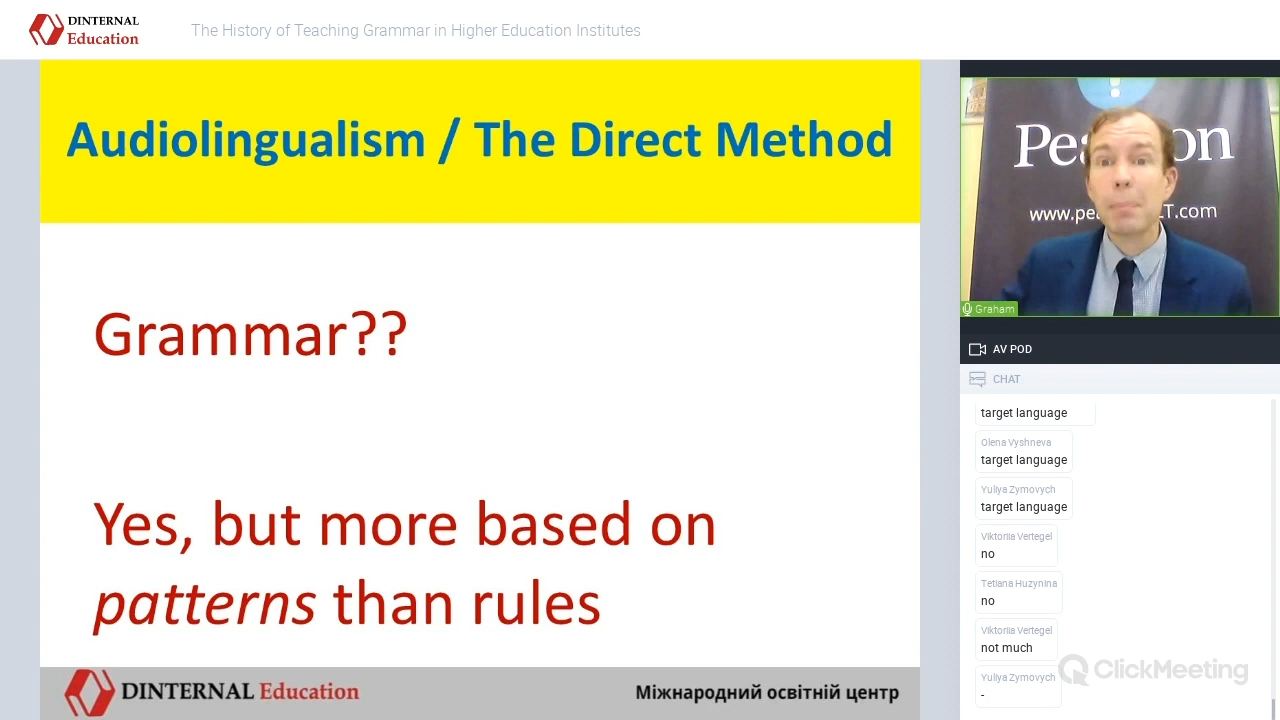 DINTERNAL
Education
The History of Teaching Grammar in Higher Education Institutes
Audiolingualism / The Direct Method
Grammar??
Yes, but more based on
patterns than rules
DINTERNAL Education
Міжнародний освітній центр
Graham
AV POD
CHAT
target language
Olena Vyshneva
target language
Yuliya Zymovych
target language
Viktoriia Vertegel
no
Tetiana Huzynina
no
Viktoriia Vertegel
not much
Yuliya Zymovych
-
ClickMeeting